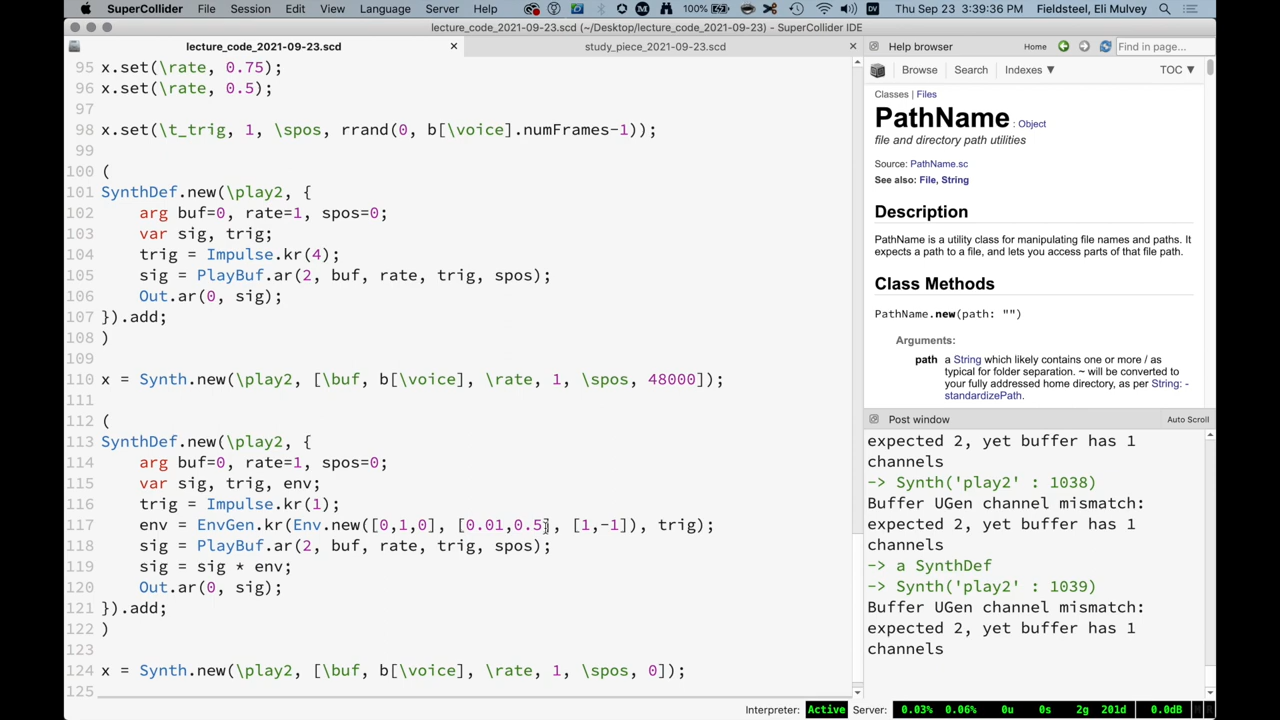 SuperCollider File Session Edit View Language Server Help 100% DV Thu Sep 23 3:39:36 PM Fieldsteel, Eli Mulvey
lecture_code_2021-09-23.scd (~/Desktop/lecture_code_2021-09-23.scd) - SuperCollider IDE
lecture_code_2021-09-23.scd study_piece_2021-09-23.scd
95 x.set(\rate, 0.75);
96 x.set(\rate, 0.5);
97
98 x.set(\t_trig, 1, \spos, rrand(0, b[\voice].numFrames-1));
99
100 (
101 SynthDef.new(\play2, {
102 arg buf=0, rate=1, spos=0;
103 var sig, trig;
104 trig = Impulse.kr(4);
105 sig = PlayBuf.ar(2, buf, rate, trig, spos);
106 Out.ar(0, sig);
107 }).add;
108 )
109
110 x = Synth.new(\play2, [\buf, b[\voice], \rate, 1, \spos, 48000]);
111
112 (
113 SynthDef.new(\play2, {
114 arg buf=0, rate=1, spos=0;
115 var sig, trig, env;
116 trig = Impulse.kr(1);
117 env = EnvGen.kr(Env.new([0,1,0], [0.01,0.5], [1,-1]), trig);
118 sig = PlayBuf.ar(2, buf, rate, trig, spos);
119 sig = sig * env;
120 Out.ar(0, sig);
121 }).add;
122 )
123
124 x = Synth.new(\play2, [\buf, b[\voice], \rate, 1, \spos, 0]);
125
Help browser Home Find in page...
Browse Search Indexes ▼ TOC ▼
Classes | Files
PathName : Object
file and directory path utilities
Source: PathName.sc
See also: File, String
Description
PathName is a utility class for manipulating file names and paths. It
expects a path to a file, and lets you access parts of that file path.
Class Methods
PathName.new(path: "")
Arguments:
path a String which likely contains one or more / as
typical for folder separation. ~ will be converted to
your fully addressed home directory, as per String: -
standardizePath.
Post window Auto Scroll
expected 2, yet buffer has 1
channels
-> Synth('play2' : 1038)
Buffer UGen channel mismatch:
expected 2, yet buffer has 1
channels
-> a SynthDef
-> Synth('play2' : 1039)
Buffer UGen channel mismatch:
expected 2, yet buffer has 1
channels
Interpreter: Active Server: 0.03% 0.06% 0u 0s 2g 201d 0.0dB M R